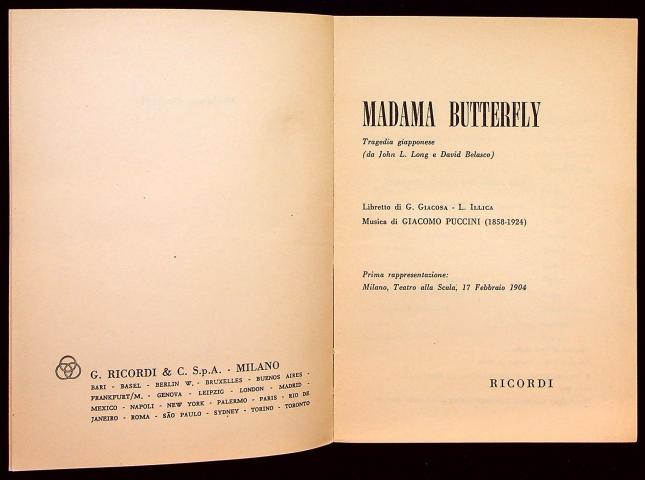 G. RICORDI & C. S.p.A. - MILANO
BARI - BASEL - BERLIN W. - BRUXELLES - BUENOS AIRES -
FRANKFURT/M. - GENOVA - LEIPZIG - LONDON - MADRID -
MEXICO - NAPOLI - NEW YORK - PALERMO - PARIS - RIO DE
JANEIRO - ROMA - SÃO PAULO - SYDNEY - TORINO - TORONTO
MADAMA BUTTERFLY
Tragedia giapponese
(da John L. Long e David Belasco)
Libretto di G. GIACOSA - L. ILLICA
Musica di GIACOMO PUCCINI (1858-1924)
Prima rappresentazione:
Milano, Teatro alla Scala, 17 Febbraio 1904
RICORDI